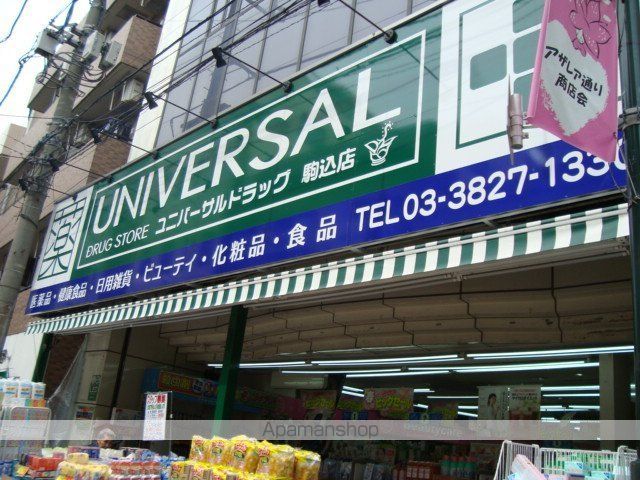 アザレア通り
商店会
薬
UNIVERSAL
DRUG STORE ユニバーサルドラッグ 駒込店
医薬品・健康食品・日用雑貨・ビューティ・化粧品・食品 TEL 03-3827-1330
Apamanshop